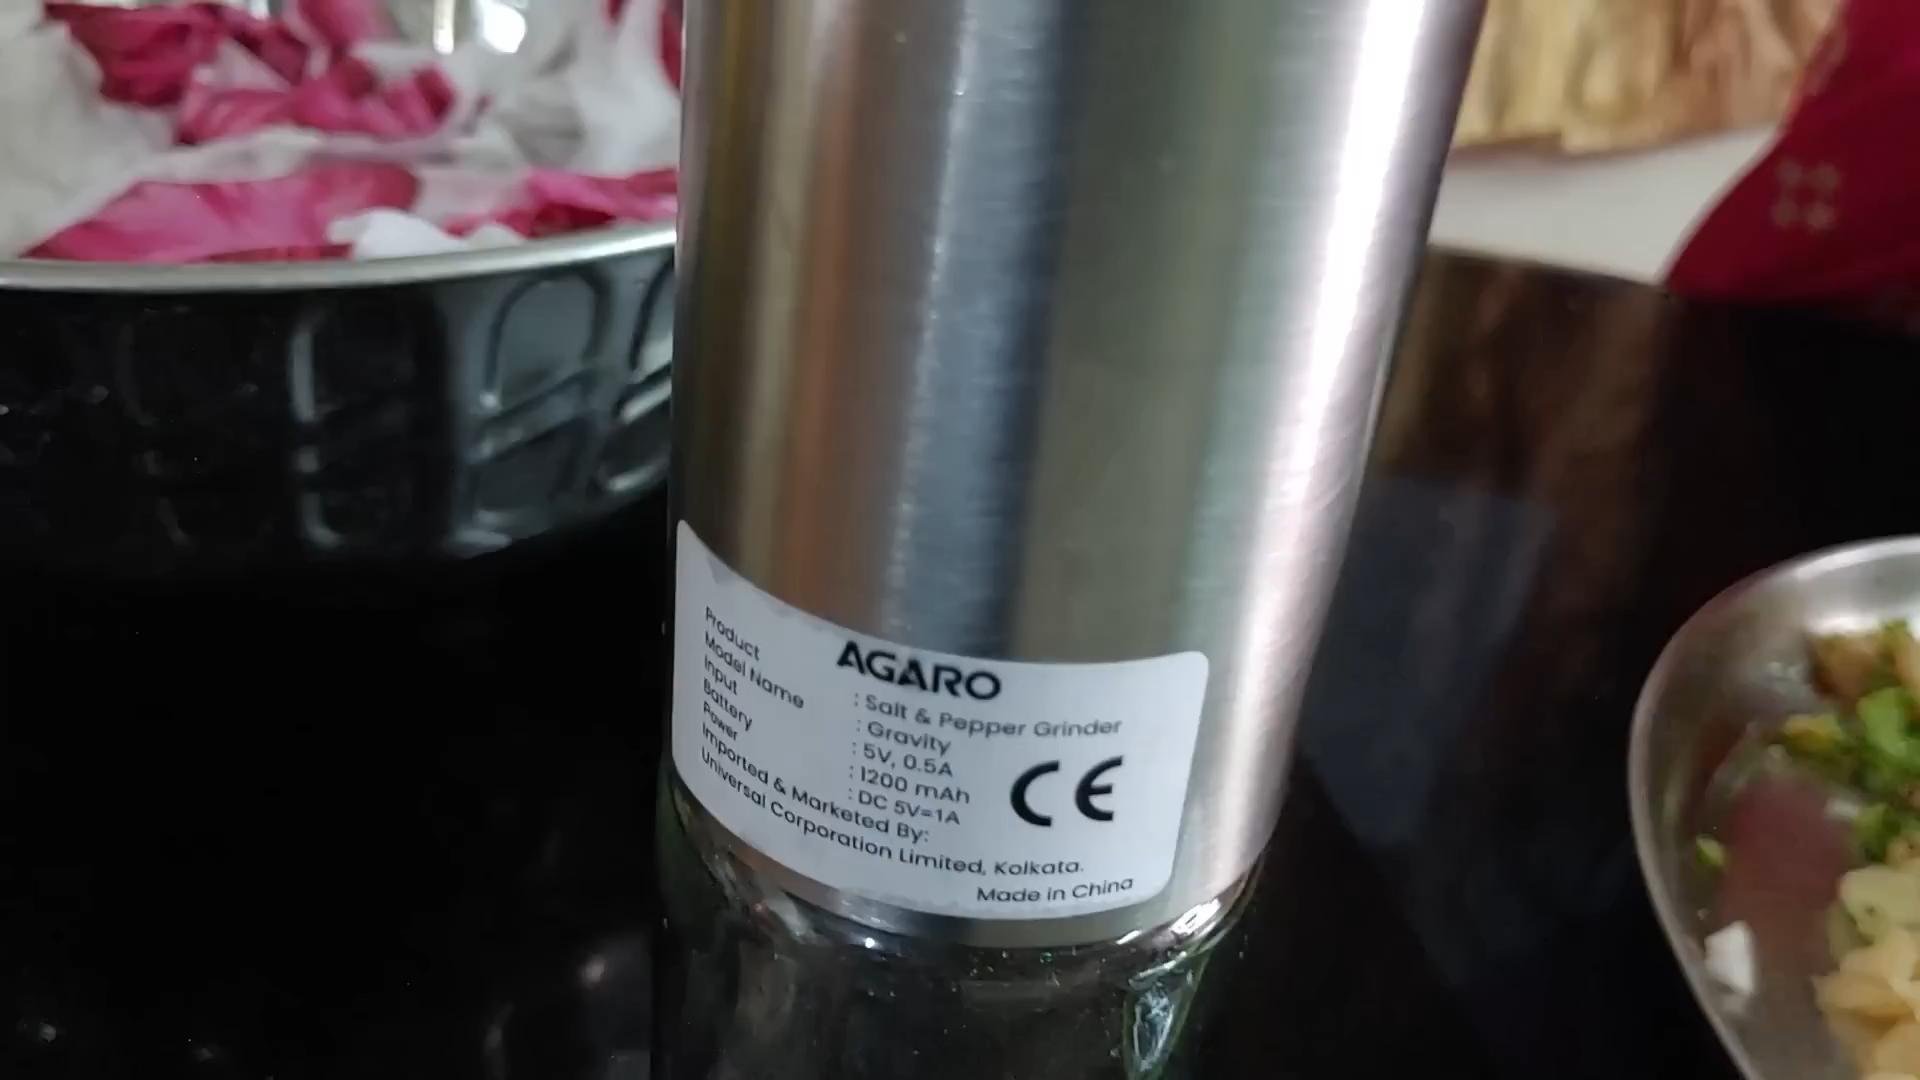 AGARO
Product : Salt & Pepper Grinder
Model Name : Gravity
Input : 5V, 0.5A
Battery : 1200 mAh
Power : DC 5V=1A
Imported & Marketed By:
Universal Corporation Limited, Kolkata.
Made in China
CE